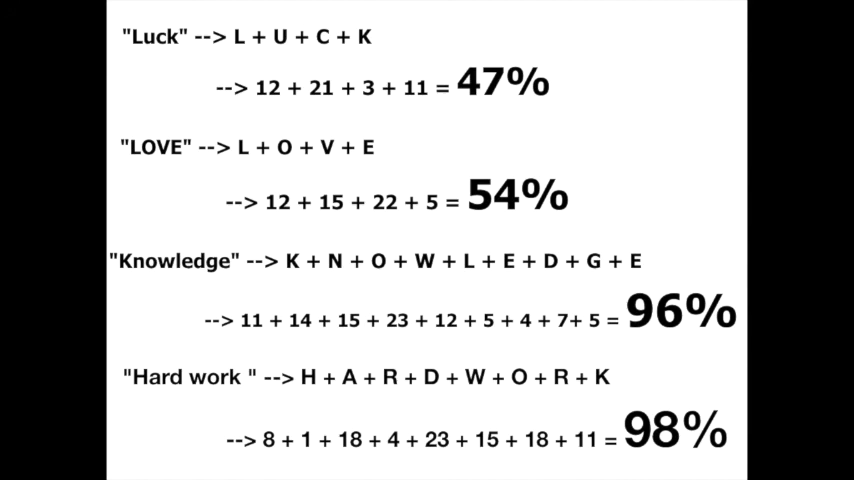 "Luck" --> L + U + C + K
--> 12 + 21 + 3 + 11 = 47%
"LOVE" --> L + O + V + E
--> 12 + 15 + 22 + 5 = 54%
"Knowledge" --> K + N + O + W + L + E + D + G + E
--> 11 + 14 + 15 + 23 + 12 + 5 + 4 + 7+ 5 = 96%
"Hard work " --> H + A + R + D + W + O + R + K
--> 8 + 1 + 18 + 4 + 23 + 15 + 18 + 11 = 98%